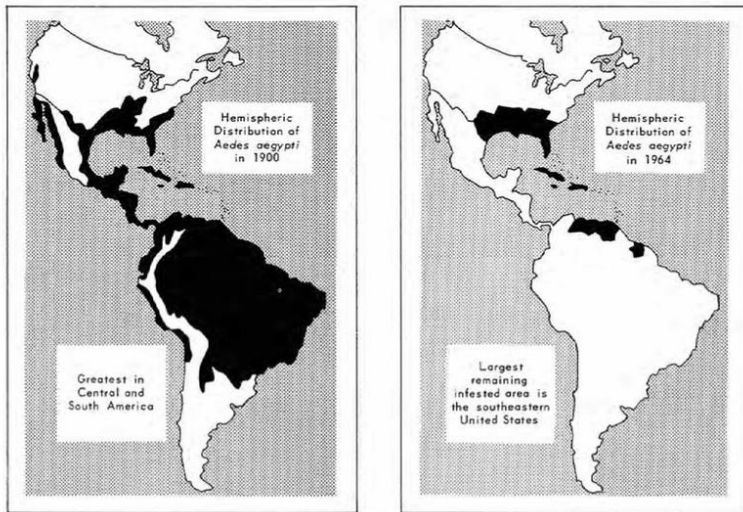 Hemispheric
Distribution of
Aedes aegypti
in 1900
Greatest in
Central and
South America
Hemispheric
Distribution of
Aedes aegypti
in 1964
Largest
remaining
infested area is
the southeastern
United States